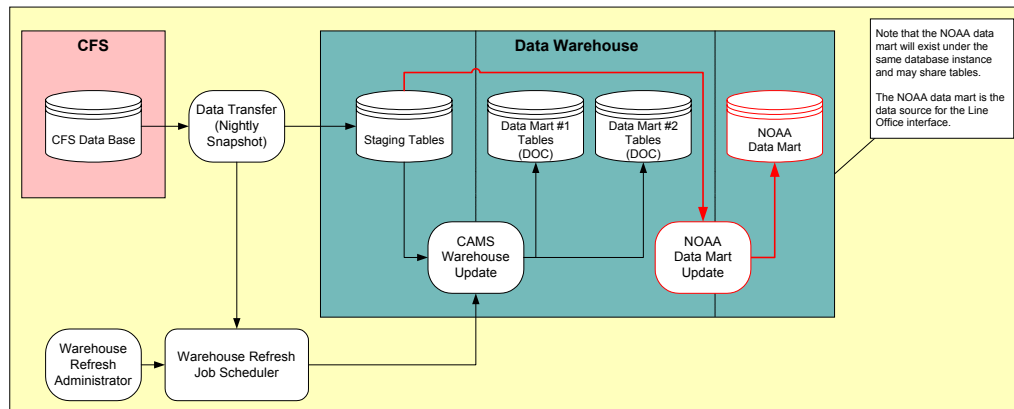 CFS
Data Warehouse
Note that the NOAA data
mart will exist under the
same database instance
and may share tables.
The NOAA data mart is the
data source for the Line
Office interface.
CFS Data Base
Data Transfer
(Nightly
Snapshot)
Staging Tables
Data Mart #1
Tables
(DOC)
Data Mart #2
Tables
(DOC)
NOAA
Data Mart
CAMS
Warehouse
Update
NOAA
Data Mart
Update
Warehouse
Refresh
Administrator
Warehouse Refresh
Job Scheduler